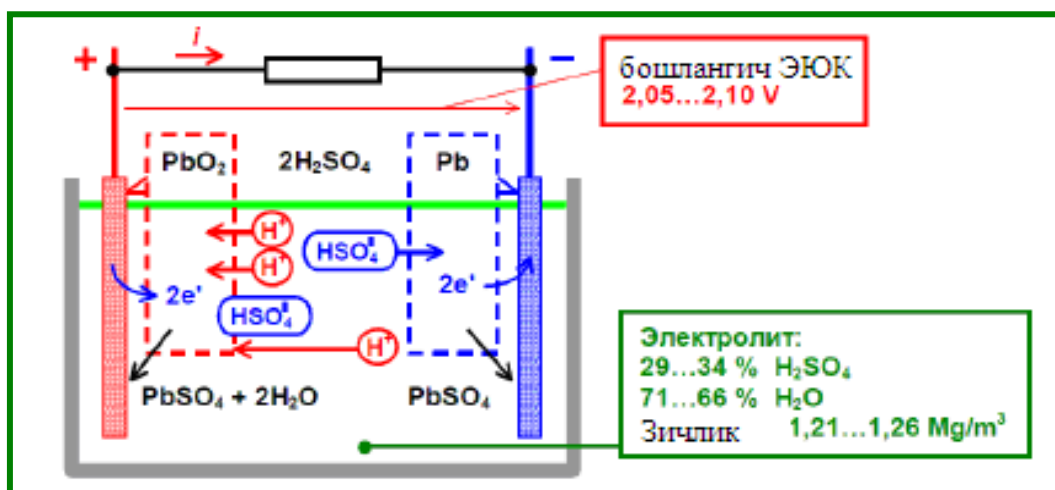 +
i
−
бошлангич ЭЮК
2,05...2,10 V
PbO₂
2H₂SO₄
Pb
H⁺
H⁺
HSO₄
2e'
2e'
HSO₄
H⁺
PbSO₄ + 2H₂O
PbSO₄
Электролит:
29...34 % H₂SO₄
71...66 % H₂O
Зичлик 1,21...1,26 Mg/m³